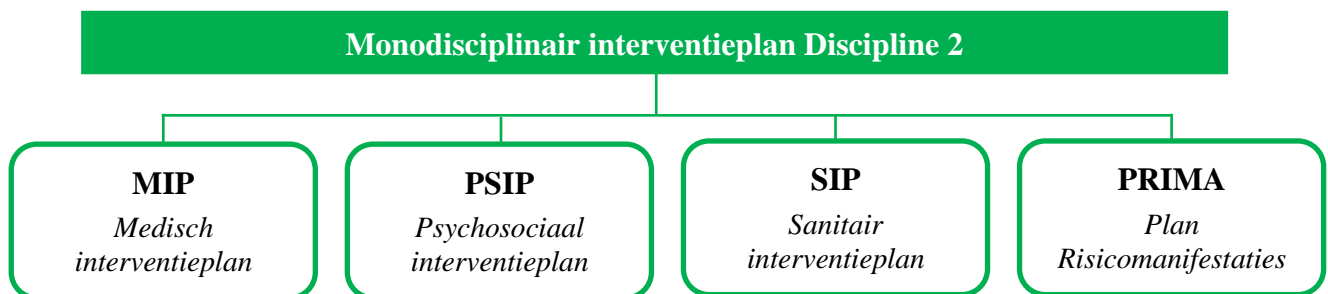 Monodisciplinair interventieplan Discipline 2
MIP
Medisch
interventieplan
PSIP
Psychosociaal
interventieplan
SIP
Sanitair
interventieplan
PRIMA
Plan
Risicomanifestaties